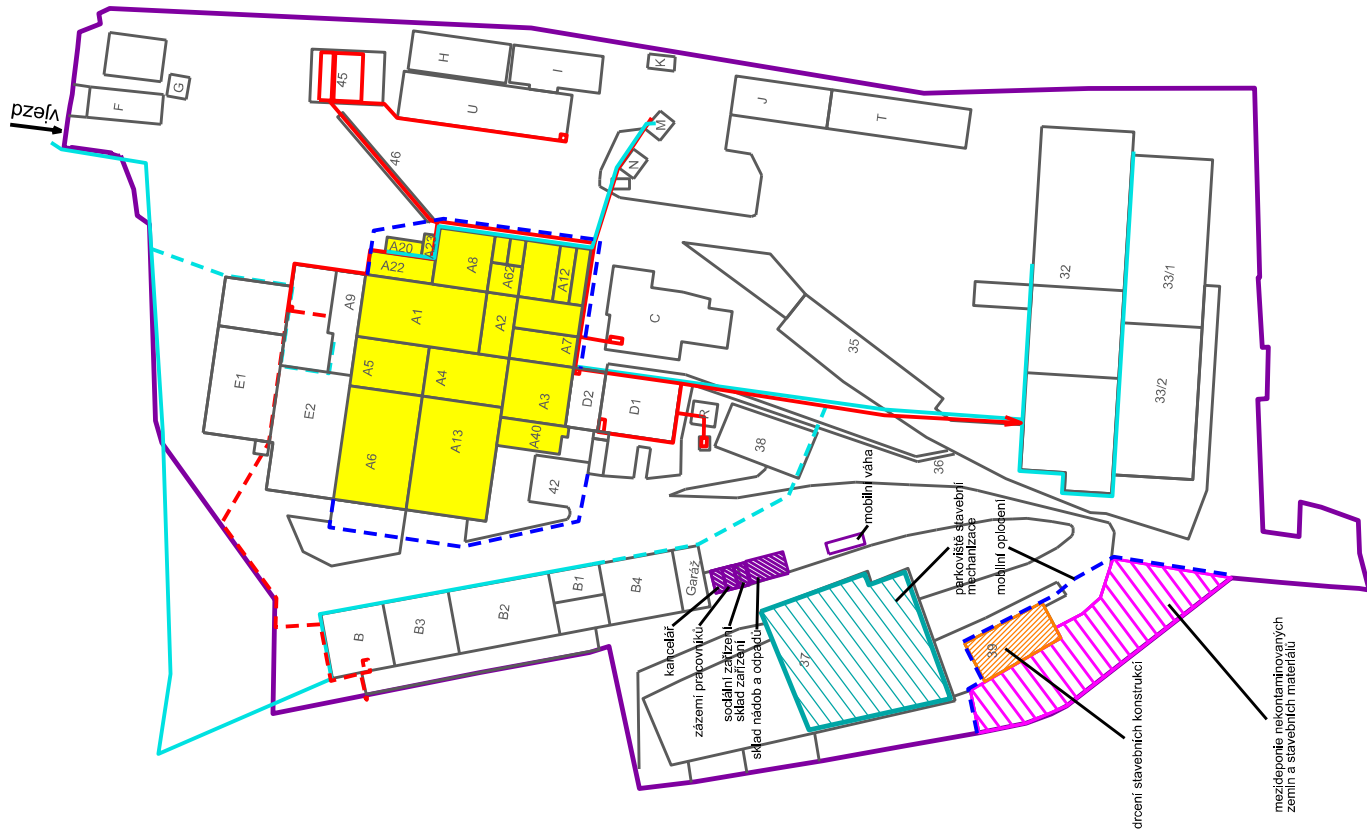 vjezd
F
G
45
H
I
U
K
46
M
N
J
T
A20
A23
A22
A8
A62
A12
A9
A1
A2
A7
E1
E2
A5
A4
A3
A6
A13
A40
D2
D1
C
R
42
38
36
35
32
33/1
33/2
B
B3
B2
B1
B4
Garáž
kancelář
zázemí pracovníků
sociální zařízení
sklad zařízení
sklad nádob a odpadů
mobilní váha
parkoviště stavební
mechanizace
mobilní oplocení
37
39
drcení stavebních konstrukcí
mezideponie nekontaminovaných
zemin a stavebních materiálů